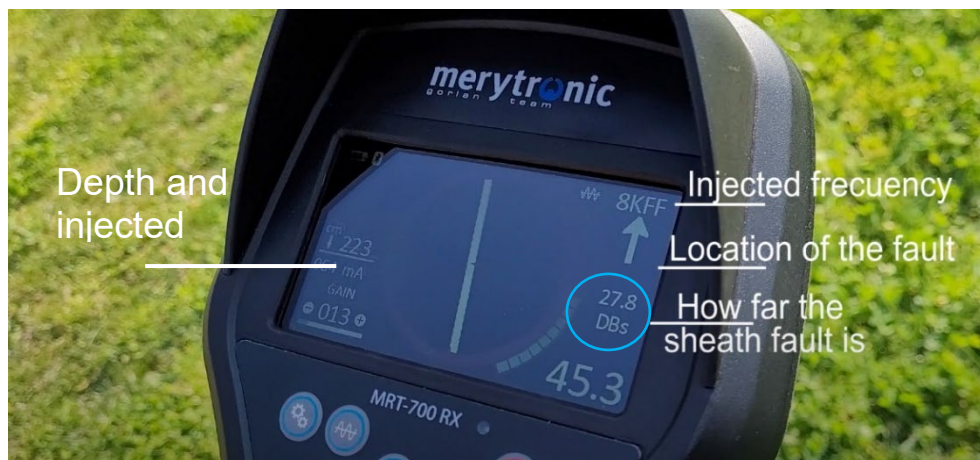 merytronic
gorlan team
Depth and
injected
8KFF
Injected frecuency
cm
223
mA
GAIN
013
Location of the fault
27.8
DBs
How far the
sheath fault is
45.3
MRT-700 RX